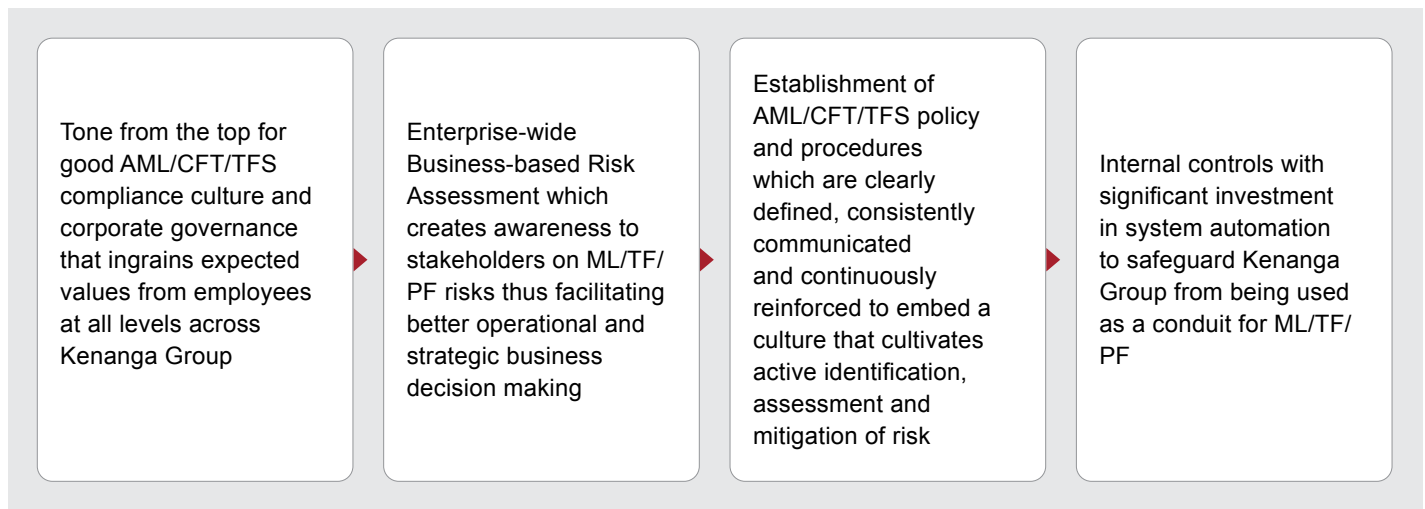 Tone from the top for
good AML/CFT/TFS
compliance culture and
corporate governance
that ingrains expected
values from employees
at all levels across
Kenanga Group
Enterprise-wide
Business-based Risk
Assessment which
creates awareness to
stakeholders on ML/TF/
PF risks thus facilitating
better operational and
strategic business
decision making
Establishment of
AML/CFT/TFS policy
and procedures
which are clearly
defined, consistently
communicated
and continuously
reinforced to embed a
culture that cultivates
active identification,
assessment and
mitigation of risk
Internal controls with
significant investment
in system automation
to safeguard Kenanga
Group from being used
as a conduit for ML/TF/
PF